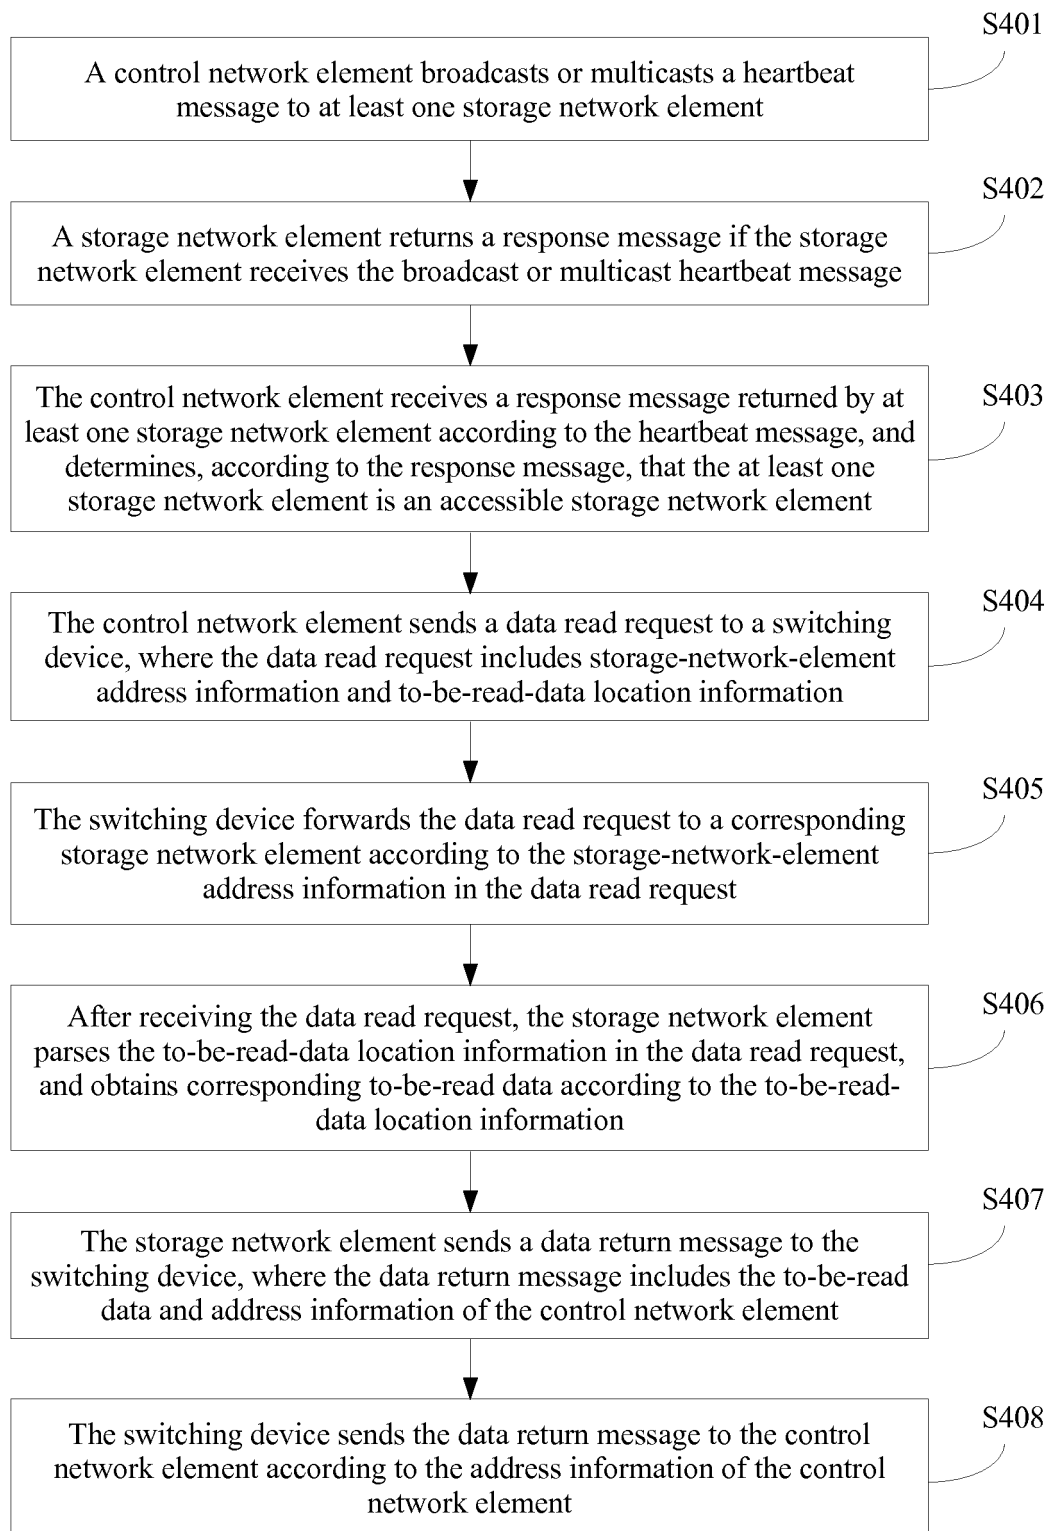 S401
A control network element broadcasts or multicasts a heartbeat
message to at least one storage network element
S402
A storage network element returns a response message if the storage
network element receives the broadcast or multicast heartbeat message
S403
The control network element receives a response message returned by at
least one storage network element according to the heartbeat message, and
determines, according to the response message, that the at least one
storage network element is an accessible storage network element
S404
The control network element sends a data read request to a switching
device, where the data read request includes storage-network-element
address information and to-be-read-data location information
S405
The switching device forwards the data read request to a corresponding
storage network element according to the storage-network-element
address information in the data read request
S406
After receiving the data read request, the storage network element
parses the to-be-read-data location information in the data read request,
and obtains corresponding to-be-read data according to the to-be-read-
data location information
S407
The storage network element sends a data return message to the
switching device, where the data return message includes the to-be-read
data and address information of the control network element
S408
The switching device sends the data return message to the control
network element according to the address information of the control
network element